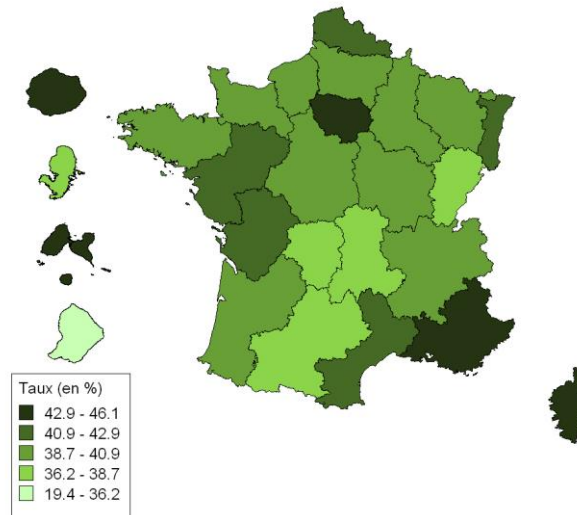 Taux (en %)
42.9 - 46.1
40.9 - 42.9
38.7 - 40.9
36.2 - 38.7
19.4 - 36.2